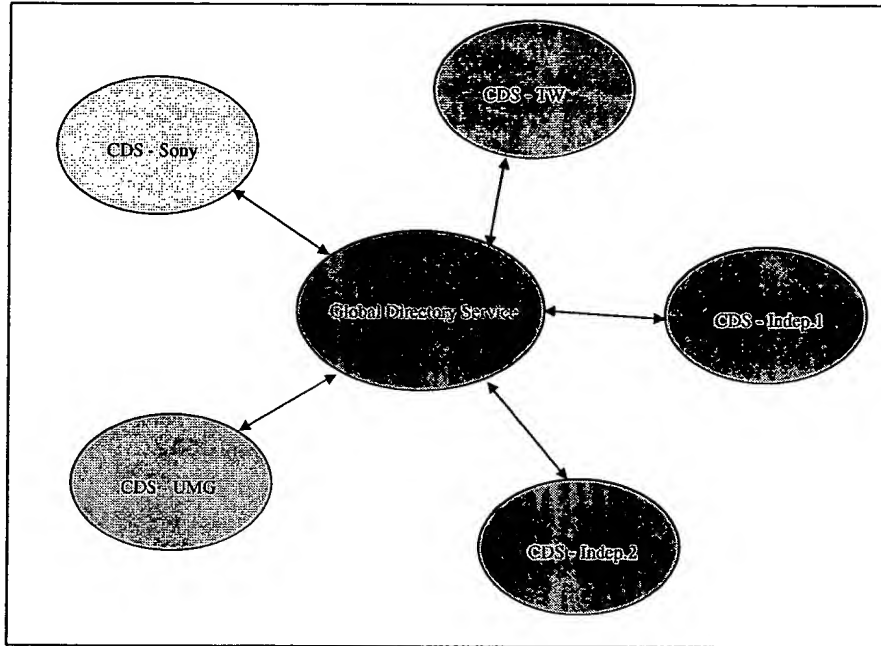 CDS - TW
CDS - Sony
Global Directory Service
CDS - Indep.1
CDS - UMG
CDS - Indep.2